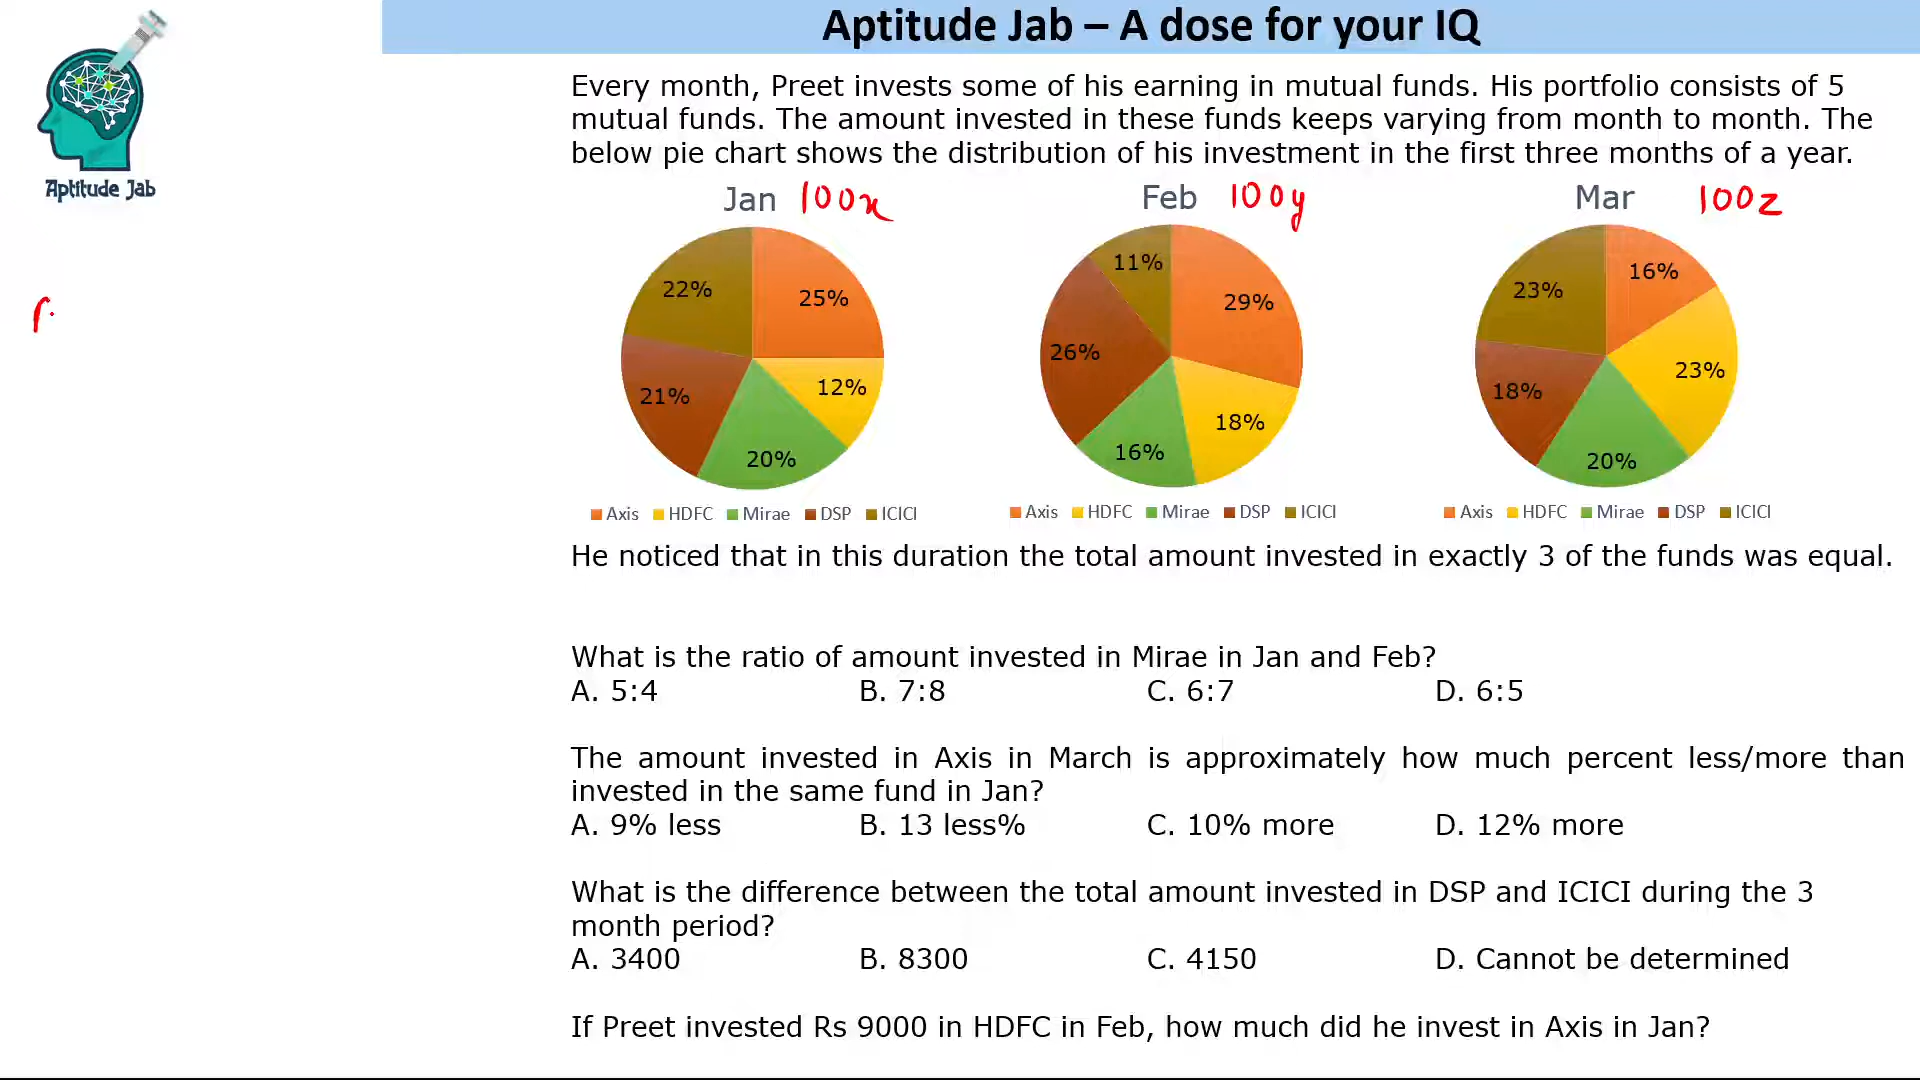 Aptitude Jab – A dose for your IQ
Aptitude Jab
Every month, Preet invests some of his earning in mutual funds. His portfolio consists of 5
mutual funds. The amount invested in these funds keeps varying from month to month. The
below pie chart shows the distribution of his investment in the first three months of a year.
Jan 100x
Feb 100y
Mar 100z
22% 25% 12% 20% 21%
11% 29% 18% 16% 26%
23% 16% 23% 20% 18%
Axis HDFC Mirae DSP ICICI
Axis HDFC Mirae DSP ICICI
Axis HDFC Mirae DSP ICICI
He noticed that in this duration the total amount invested in exactly 3 of the funds was equal.
What is the ratio of amount invested in Mirae in Jan and Feb?
A. 5:4 B. 7:8 C. 6:7 D. 6:5
The amount invested in Axis in March is approximately how much percent less/more than
invested in the same fund in Jan?
A. 9% less B. 13 less% C. 10% more D. 12% more
What is the difference between the total amount invested in DSP and ICICI during the 3
month period?
A. 3400 B. 8300 C. 4150 D. Cannot be determined
If Preet invested Rs 9000 in HDFC in Feb, how much did he invest in Axis in Jan?